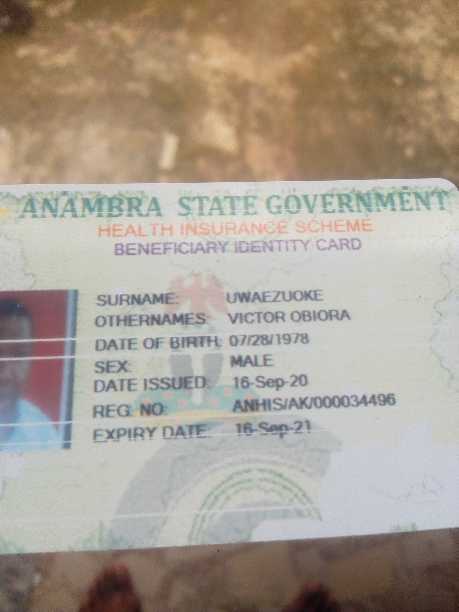 ANAMBRA STATE GOVERNMENT
HEALTH INSURANCE SCHEME
BENEFICIARY IDENTITY CARD
SURNAME: UWAEZUOKE
OTHERNAMES: VICTOR OBIORA
DATE OF BIRTH: 07/28/1978
SEX: MALE
DATE ISSUED: 16-Sep-20
REG. NO: ANHIS/AK/000034496
EXPIRY DATE: 16-Sep-21